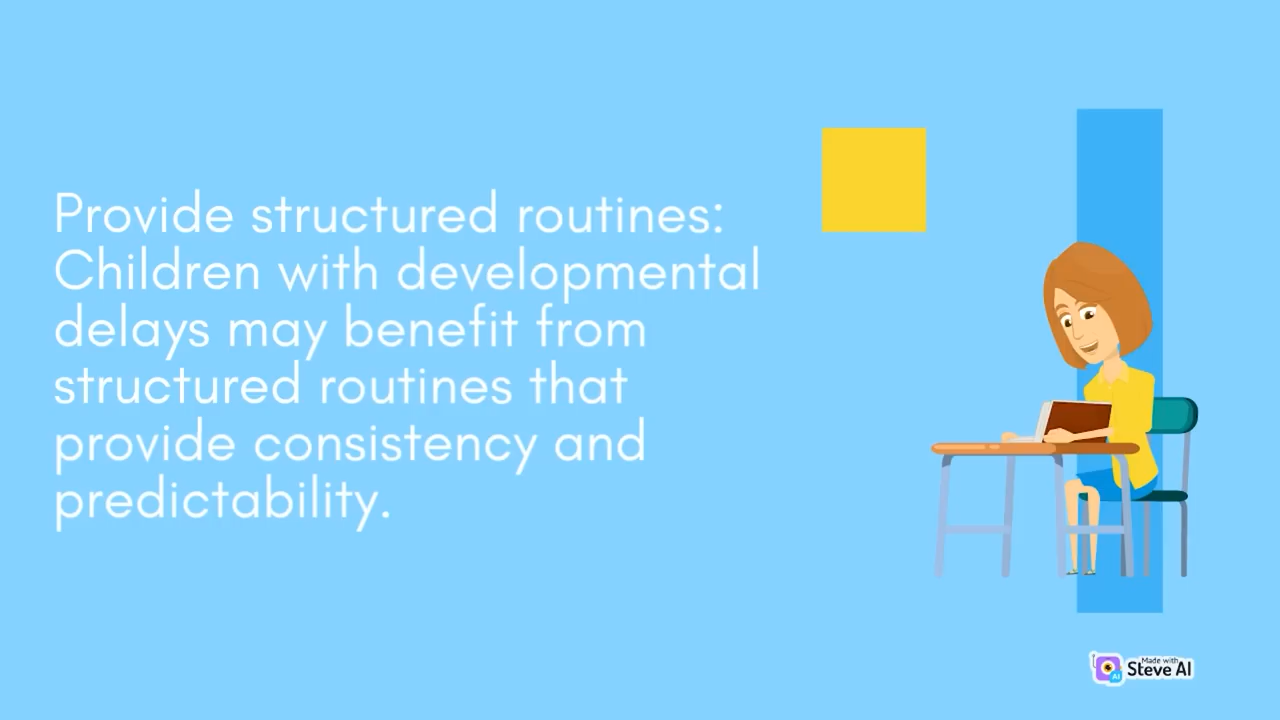 Provide structured routines:
Children with developmental
delays may benefit from
structured routines that
provide consistency and
predictability.
Made with
Steve AI
AI